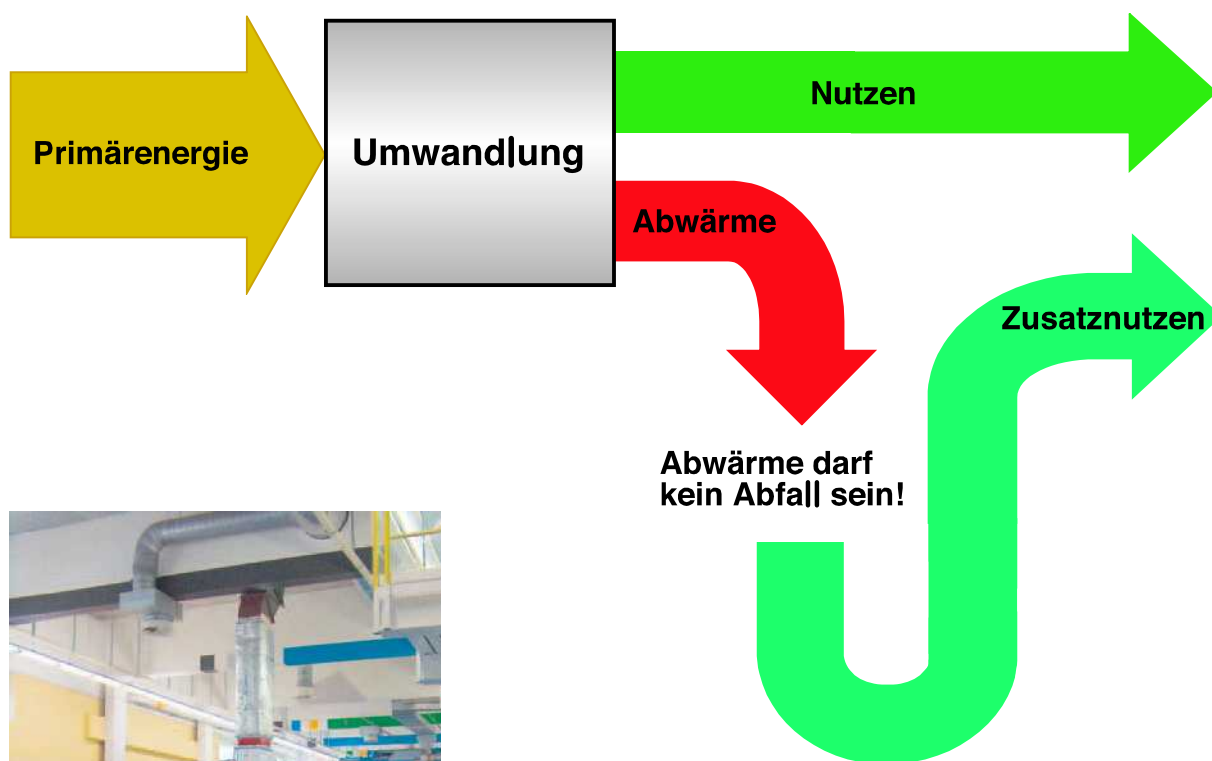 Primärenergie
Umwandlung
Nutzen
Abwärme
Zusatznutzen
Abwärme darf
kein Abfall sein!